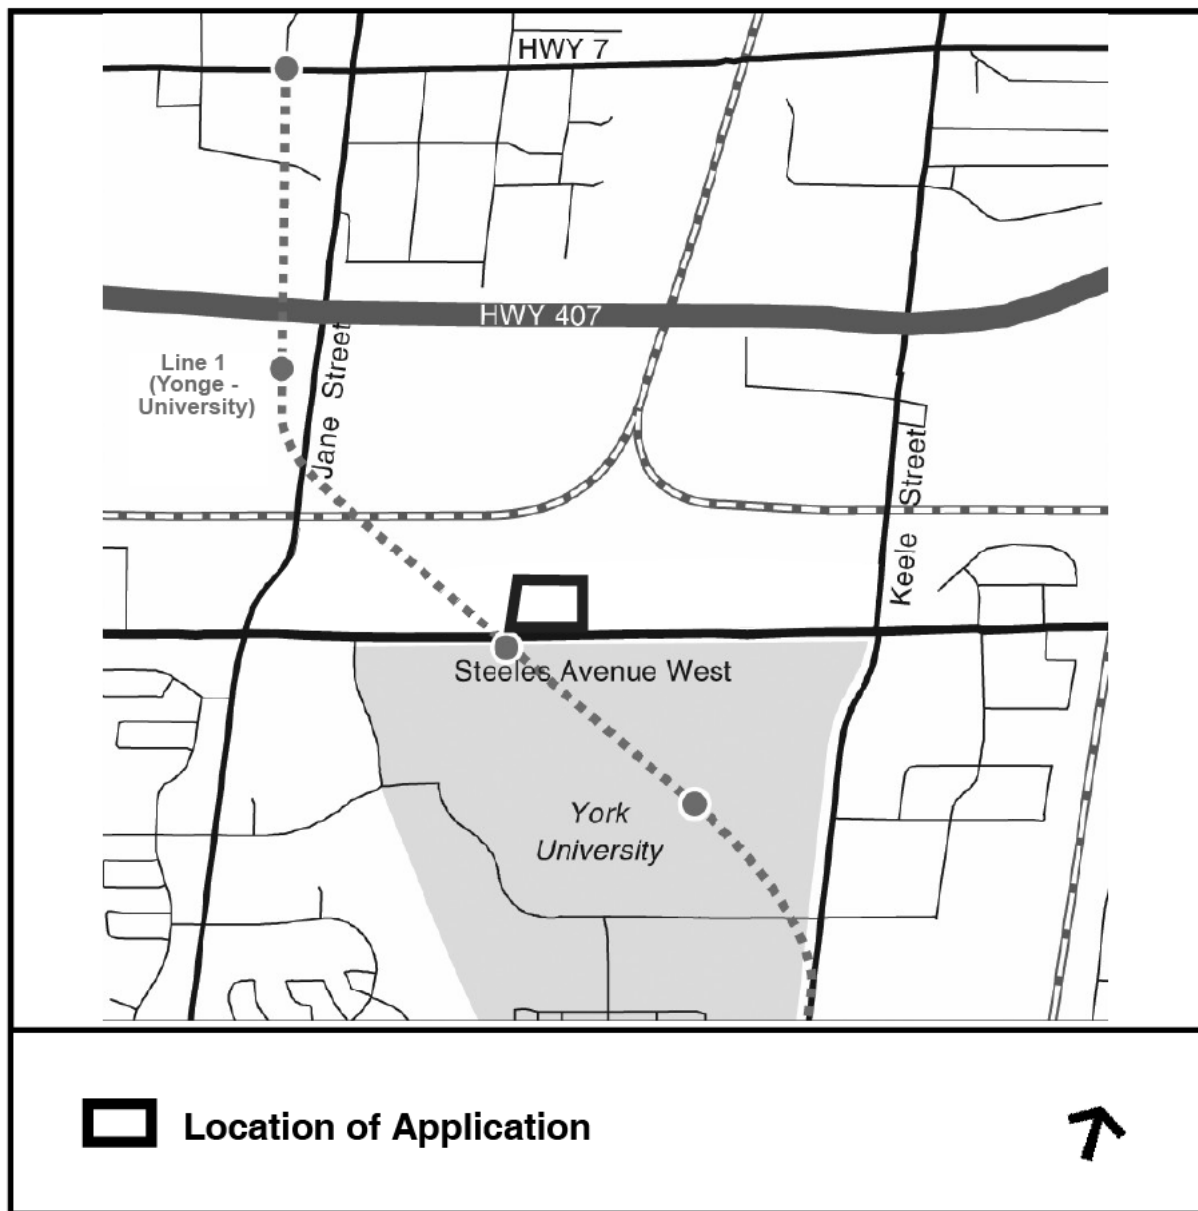 HWY 7
HWY 407
Line 1
(Yonge -
University)
Jane Street
Keele Street
Steeles Avenue West
York
University
Location of Application